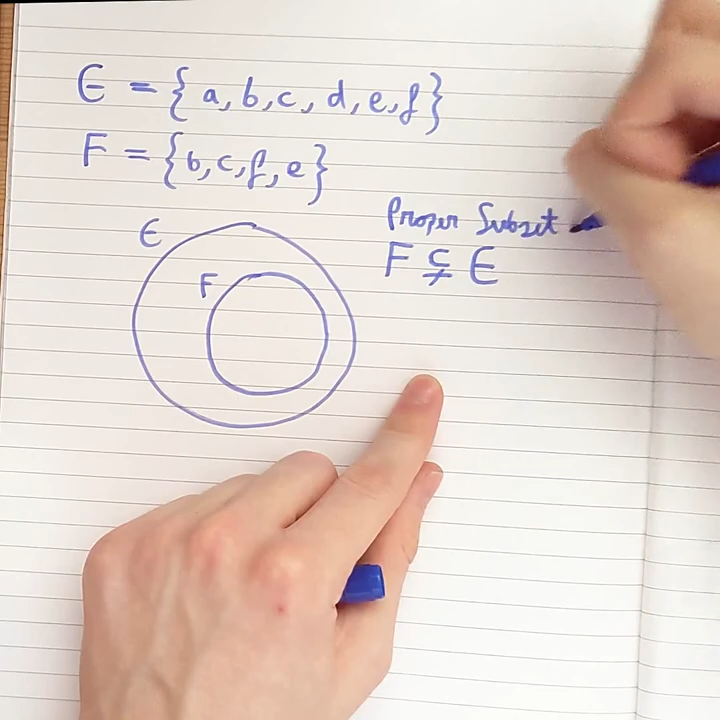 E = { a, b, c, d, e, f }
F = { b, c, f, e }
Proper Subset
E
F ⊊ E
F